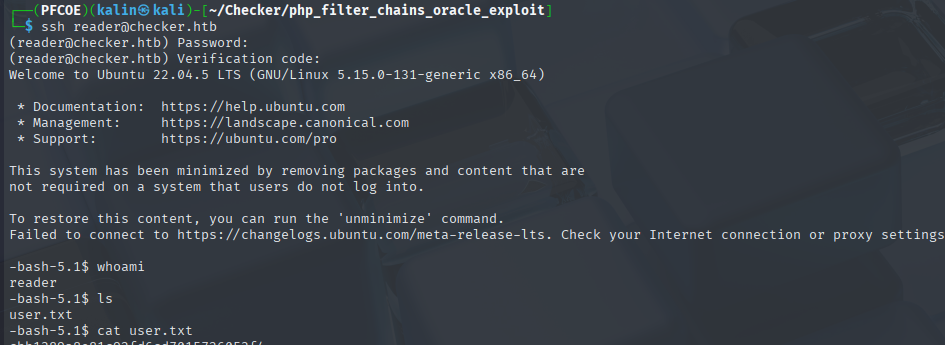 ┌──(PFCOE)(kalin㉿kali)-[~/Checker/php_filter_chains_oracle_exploit]
└─$ ssh reader@checker.htb
(reader@checker.htb) Password:
(reader@checker.htb) Verification code:
Welcome to Ubuntu 22.04.5 LTS (GNU/Linux 5.15.0-131-generic x86_64)
* Documentation:  https://help.ubuntu.com
* Management:     https://landscape.canonical.com
* Support:        https://ubuntu.com/pro
This system has been minimized by removing packages and content that are
not required on a system that users do not log into.
To restore this content, you can run the 'unminimize' command.
Failed to connect to https://changelogs.ubuntu.com/meta-release-lts. Check your Internet connection or proxy settings
-bash-5.1$ whoami
reader
-bash-5.1$ ls
user.txt
-bash-5.1$ cat user.txt